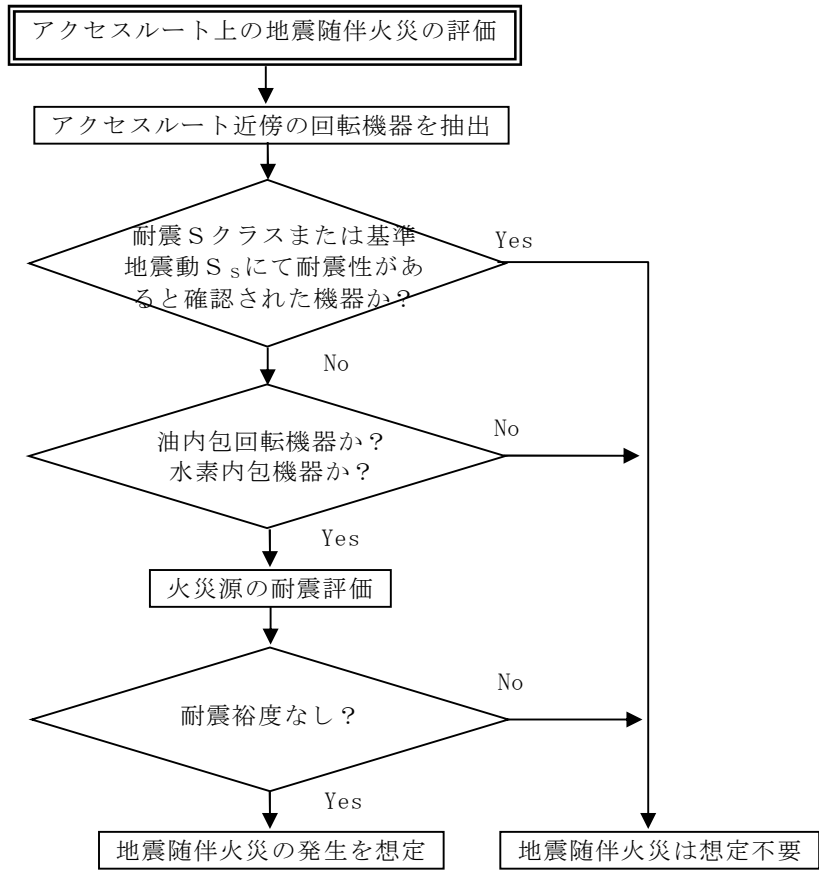 アクセスルート上の地震随伴火災の評価
アクセスルート近傍の回転機器を抽出
耐震Ｓクラスまたは基準
地震動Ｓｓにて耐震性があ
ると確認された機器か？
Yes
No
油内包回転機器か？
水素内包機器か？
No
Yes
火災源の耐震評価
耐震裕度なし？
No
Yes
地震随伴火災の発生を想定
地震随伴火災は想定不要